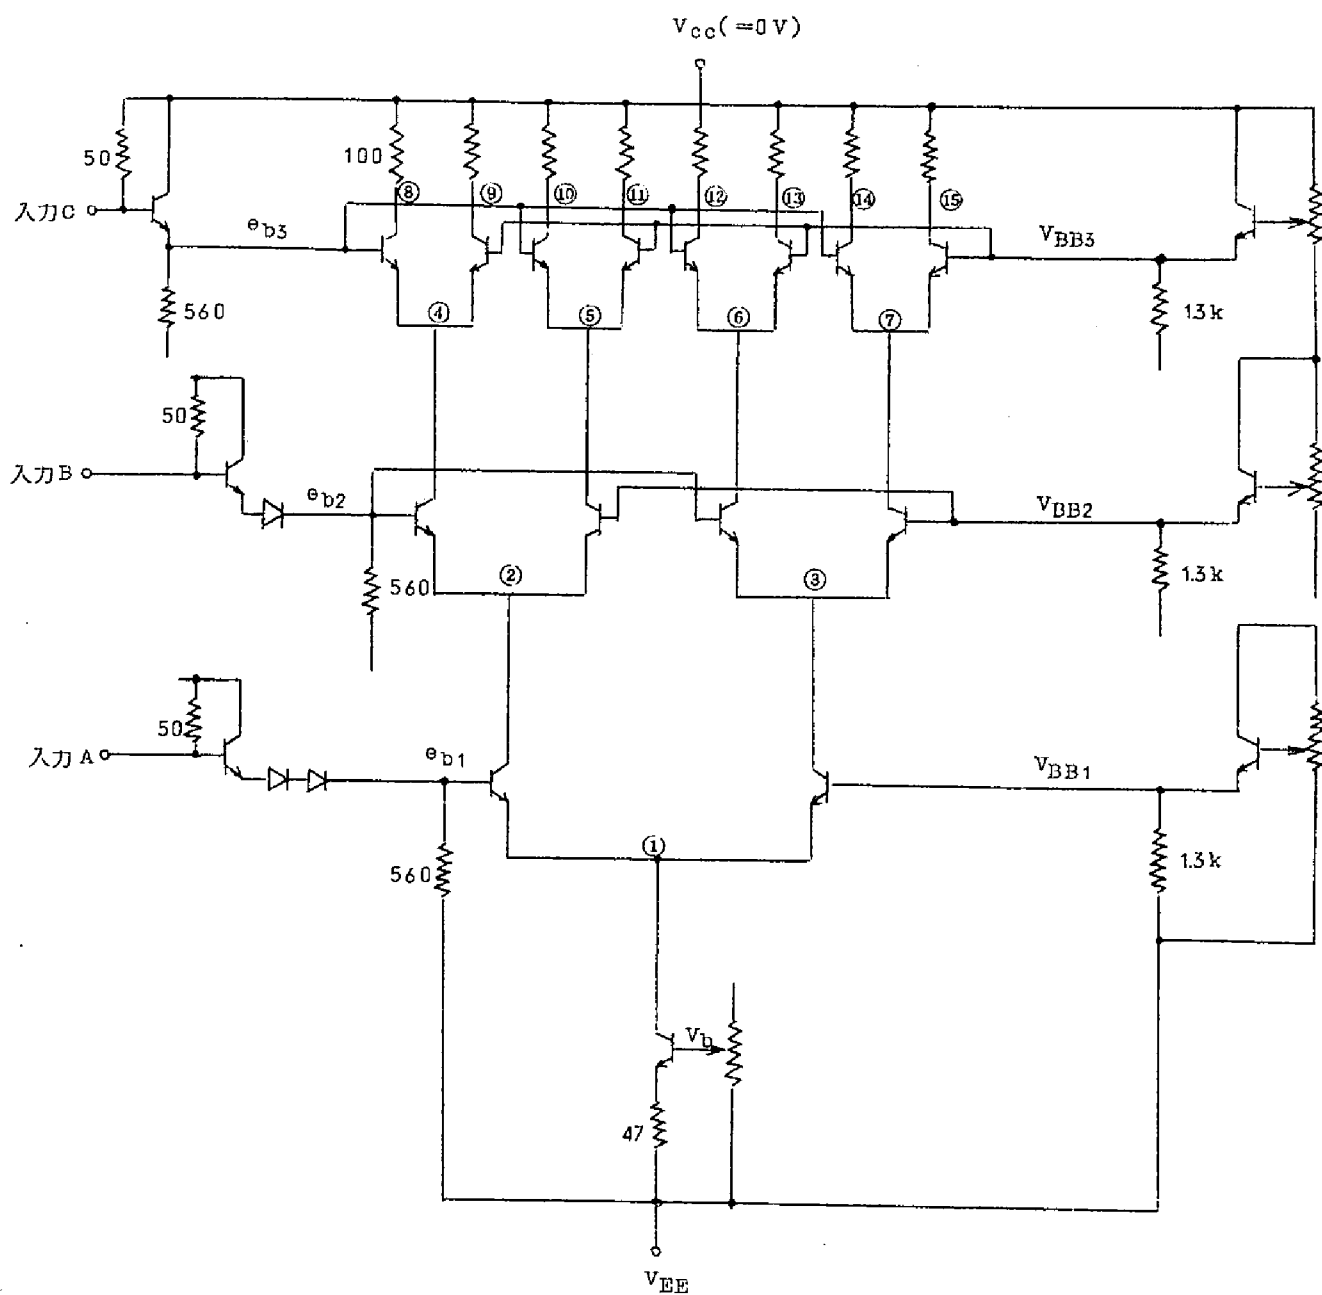 Vcc(=0V)
50
100
⑧
⑨
⑩
⑪
⑫
⑬
⑭
⑮
入力C
eb3
VBB3
560
④
⑤
⑥
⑦
1.3k
50
入力B
eb2
VBB2
560
②
③
1.3k
50
入力A
eb1
VBB1
①
560
1.3k
Vb
47
VEE